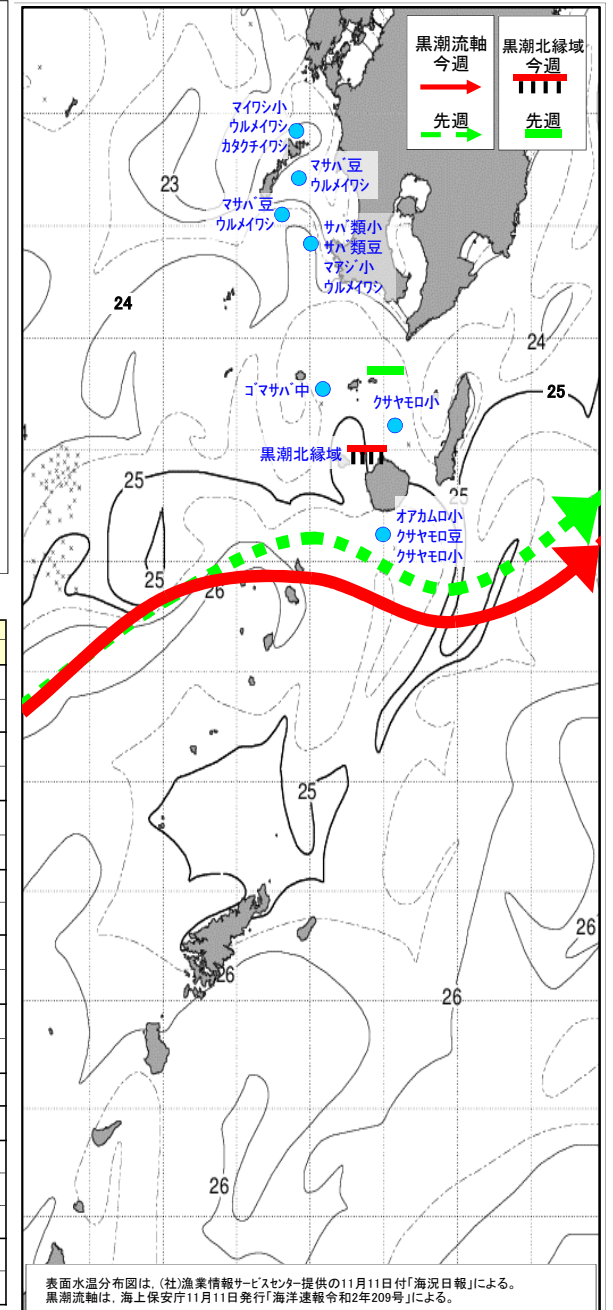 黒潮流軸
今週
先週
黒潮北縁域
今週
先週
マイワシ小
ウルメイワシ
カタクチイワシ
23
マサバ豆
ウルメイワシ
マサバ豆
ウルメイワシ
サバ類小
サバ類豆
マアジ小
ウルメイワシ
24
24
25
ゴマサバ中
クサヤモロ小
黒潮北縁域
25
25
オアカムロ小
クサヤモロ豆
クサヤモロ小
25
26
25
26
26
26
26
表面水温分布図は、(社)漁業情報サービスセンター提供の11月11日付「海況日報」による。
黒潮流軸は、海上保安庁11月11日発行「海洋速報令和2年209号」による。